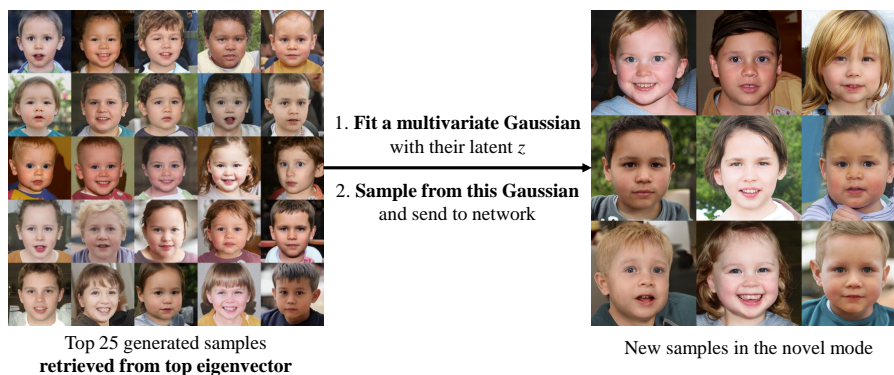 1. Fit a multivariate Gaussian
with their latent z
2. Sample from this Gaussian
and send to network
Top 25 generated samples
retrieved from top eigenvector
New samples in the novel mode